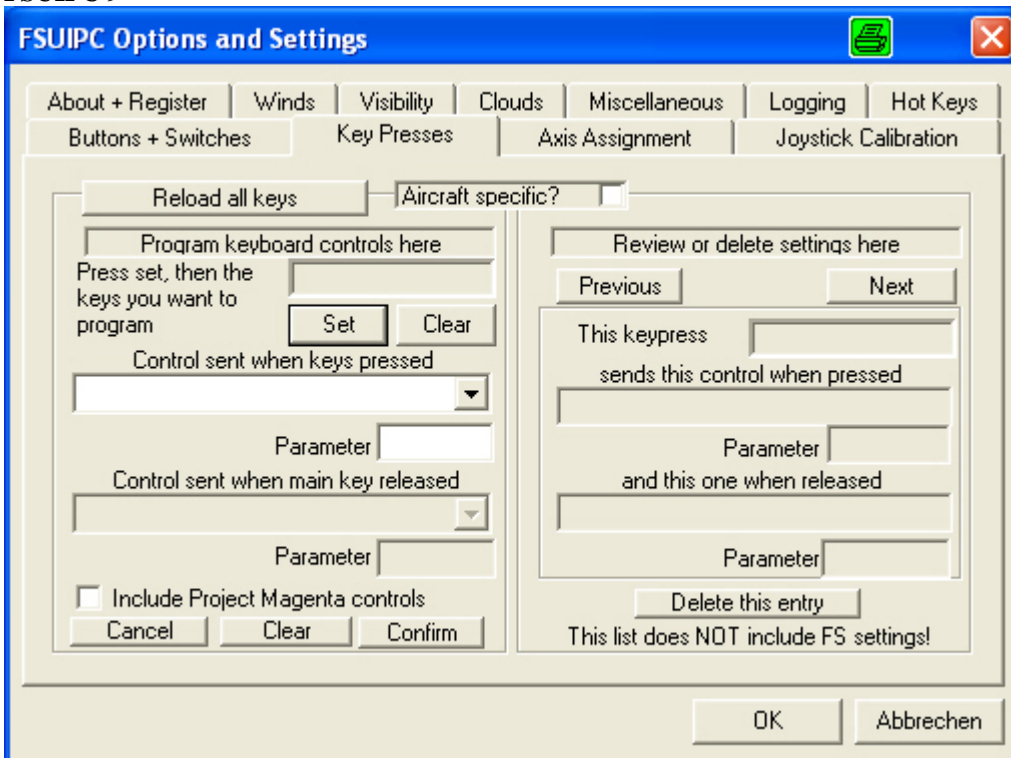 FSUIPC Options and Settings
About + Register
Winds
Visibility
Clouds
Miscellaneous
Logging
Hot Keys
Buttons + Switches
Key Presses
Axis Assignment
Joystick Calibration
Reload all keys
Aircraft specific?
Program keyboard controls here
Press set, then the
keys you want to
program
Set
Clear
Control sent when keys pressed
Parameter
Control sent when main key released
Parameter
Include Project Magenta controls
Cancel
Clear
Confirm
Review or delete settings here
Previous
Next
This keypress
sends this control when pressed
Parameter
and this one when released
Parameter
Delete this entry
This list does NOT include FS settings!
OK
Abbrechen